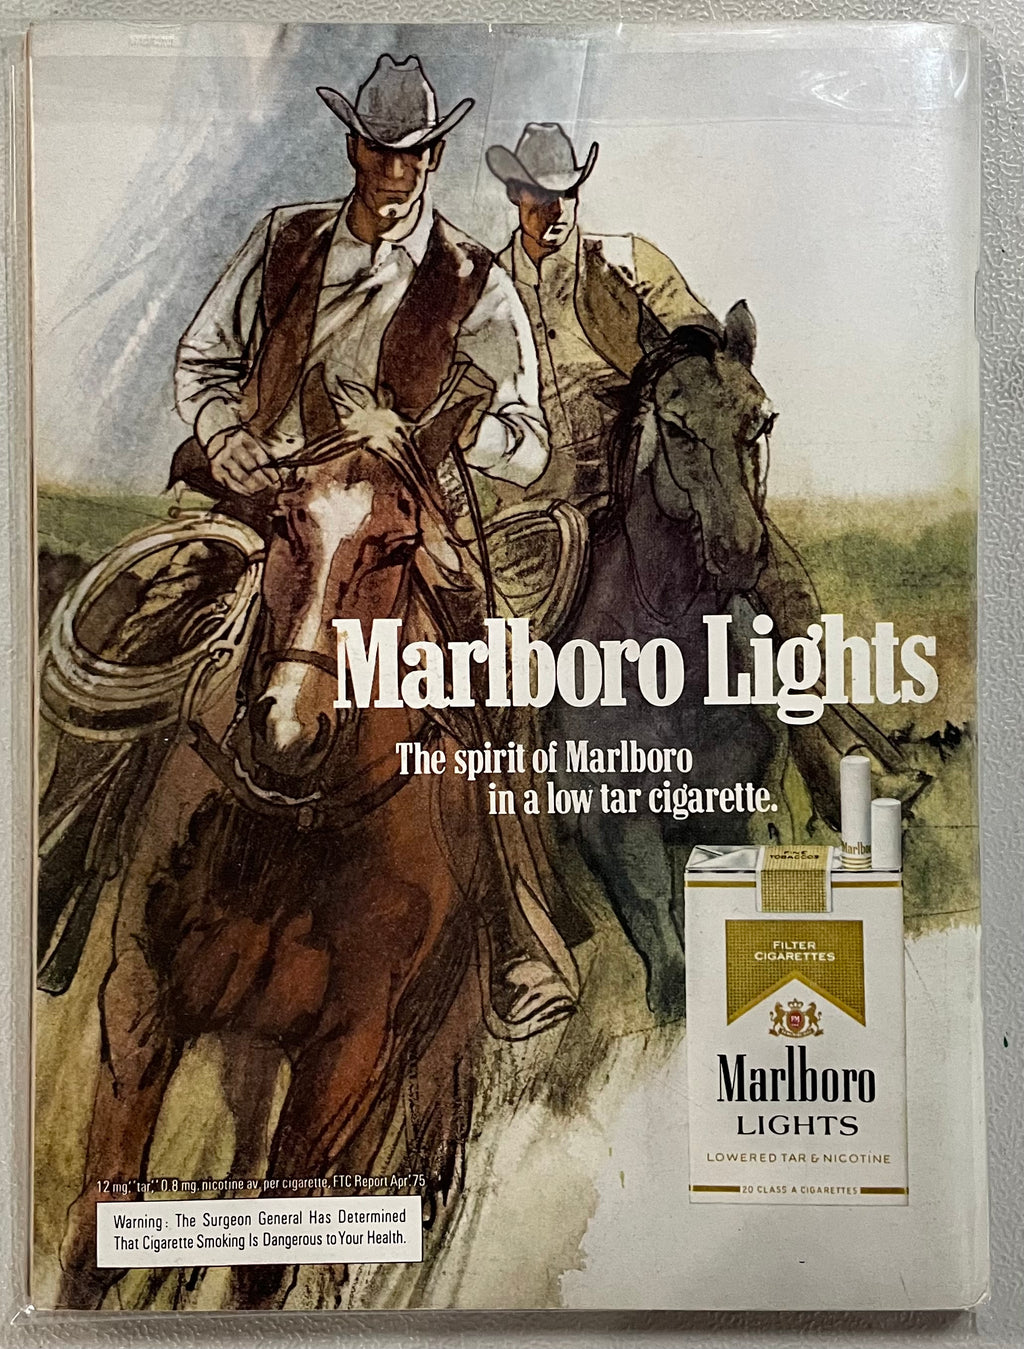 Marlboro Lights
The spirit of Marlboro
in a low tar cigarette.
Marlboro
FINE
TOBACCOS
FILTER
CIGARETTES
PM
Marlboro
LIGHTS
LOWERED TAR & NICOTINE
20 CLASS A CIGARETTES
12 mg. "tar," 0.8 mg. nicotine av. per cigarette, FTC Report Apr. '75
Warning: The Surgeon General Has Determined
That Cigarette Smoking Is Dangerous to Your Health.